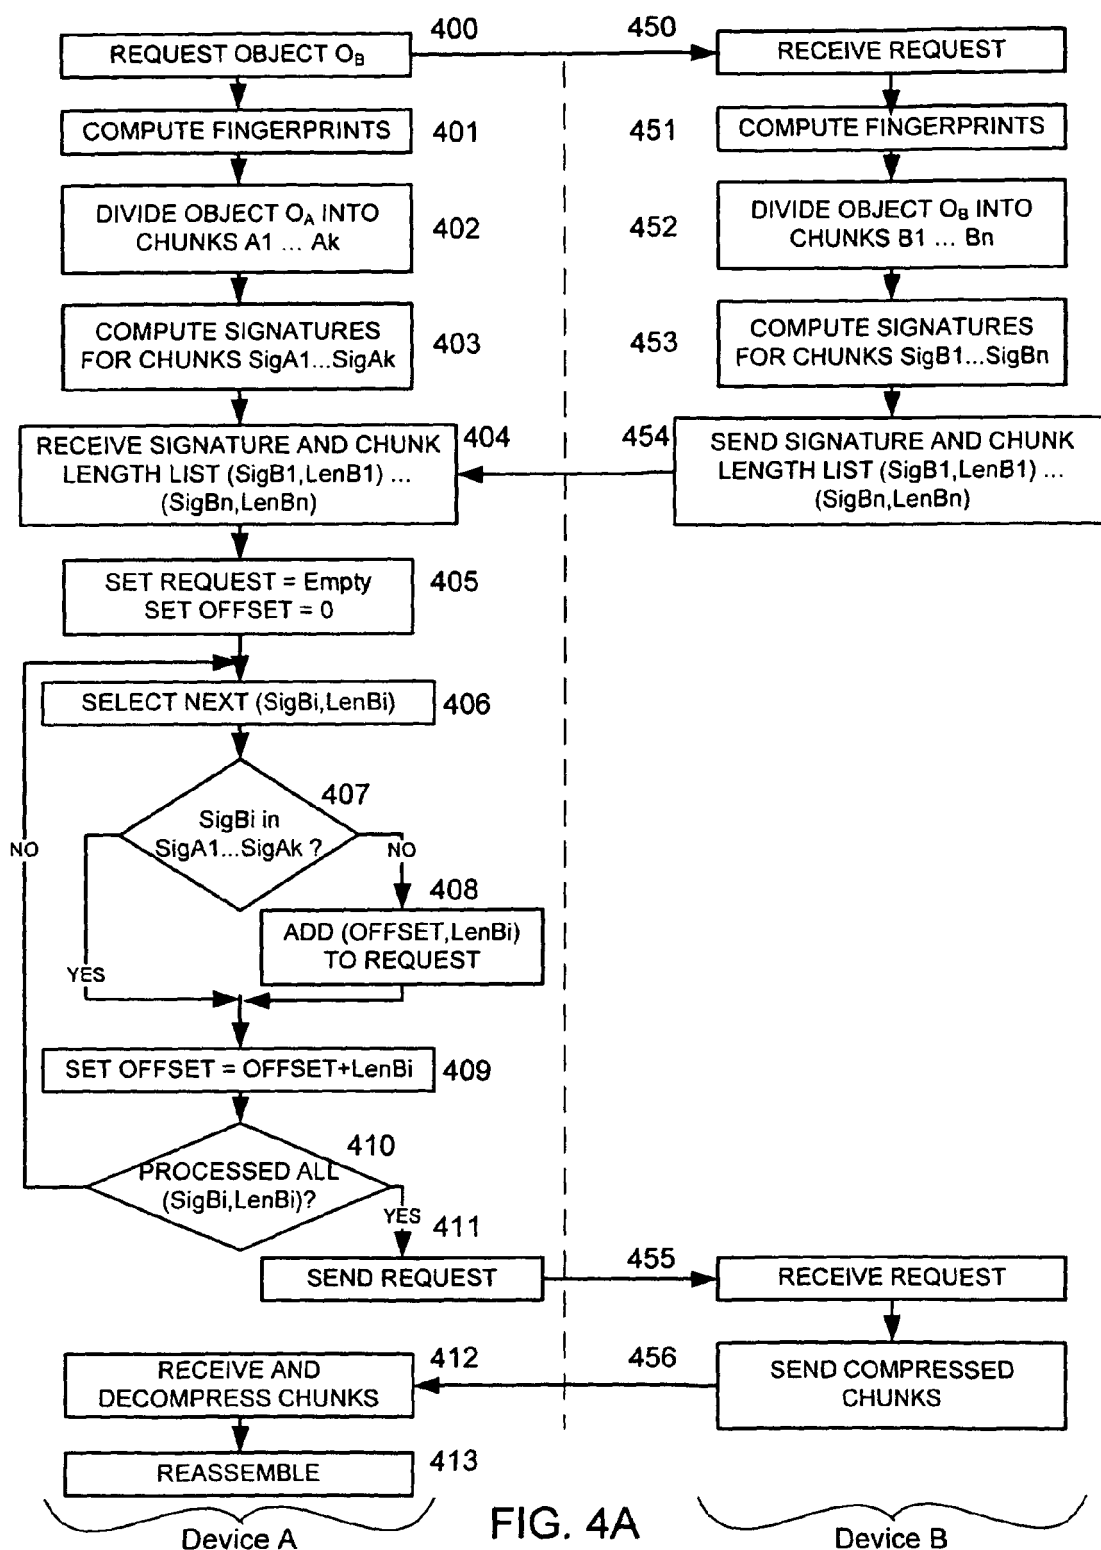 400
450
REQUEST OBJECT OB
RECEIVE REQUEST
COMPUTE FINGERPRINTS
401
451
COMPUTE FINGERPRINTS
DIVIDE OBJECT OA INTO
CHUNKS A1 ... Ak
402
452
DIVIDE OBJECT OB INTO
CHUNKS B1 ... Bn
COMPUTE SIGNATURES
FOR CHUNKS SigA1...SigAk
403
453
COMPUTE SIGNATURES
FOR CHUNKS SigB1...SigBn
RECEIVE SIGNATURE AND CHUNK
LENGTH LIST (SigB1,LenB1) ...
(SigBn,LenBn)
404
454
SEND SIGNATURE AND CHUNK
LENGTH LIST (SigB1,LenB1) ...
(SigBn,LenBn)
SET REQUEST = Empty
SET OFFSET = 0
405
SELECT NEXT (SigBi,LenBi)
406
407
SigBi in
SigA1...SigAk ?
NO
NO
408
ADD (OFFSET,LenBi)
TO REQUEST
YES
SET OFFSET = OFFSET+LenBi
409
410
PROCESSED ALL
(SigBi,LenBi)?
YES
411
SEND REQUEST
455
RECEIVE REQUEST
RECEIVE AND
DECOMPRESS CHUNKS
412
456
SEND COMPRESSED
CHUNKS
REASSEMBLE
413
Device A
FIG. 4A
Device B